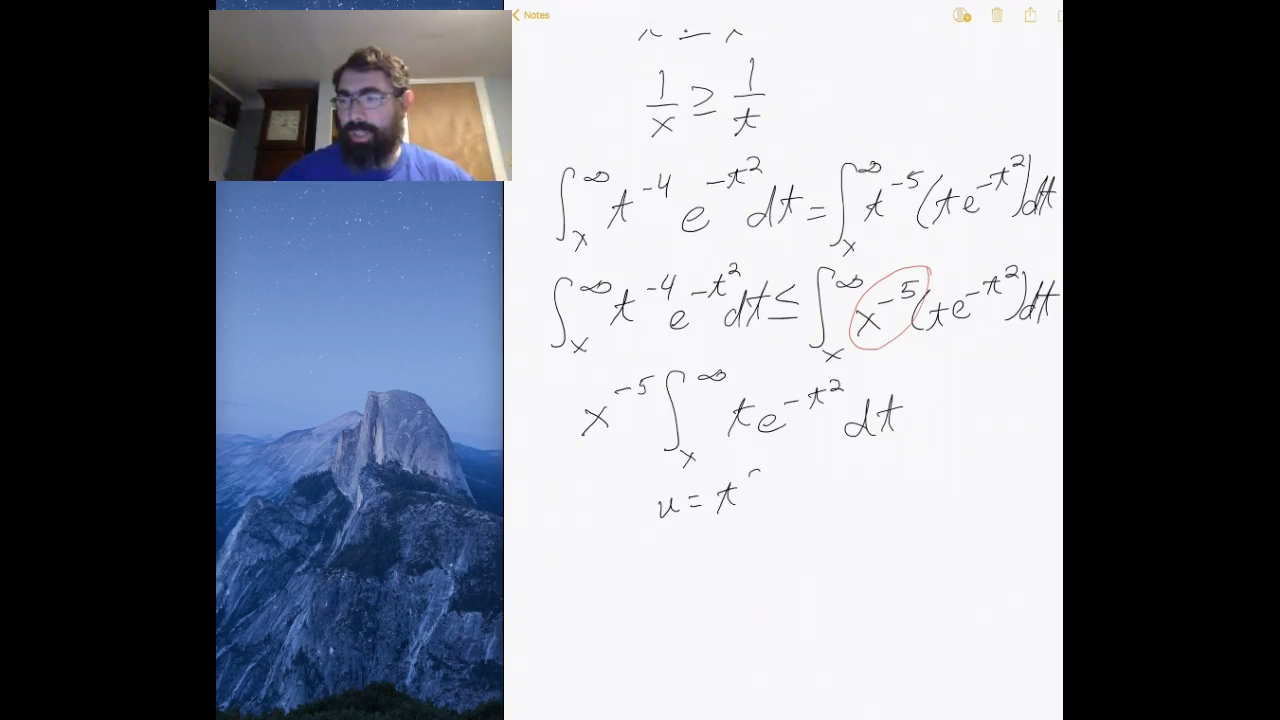 Notes
1/x ≥ 1/t
∫_x^∞ t^{-4} e^{-t^2} dt = ∫_x^∞ t^{-5} (t e^{-t^2}) dt
∫_x^∞ t^{-4} e^{-t^2} dt ≤ ∫_x^∞ x^{-5} (t e^{-t^2}) dt
x^{-5} ∫_x^∞ t e^{-t^2} dt
u = t